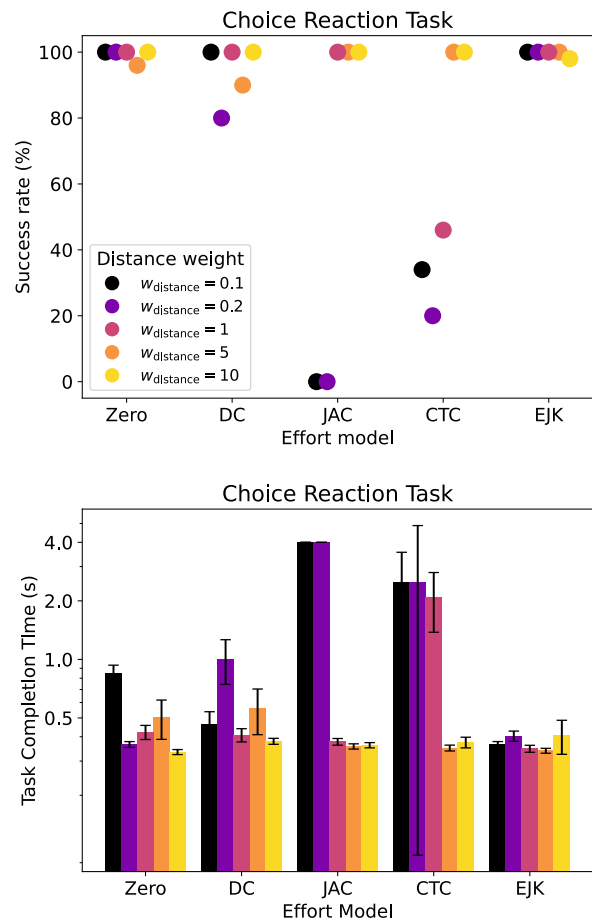 Choice Reaction Task
Success rate (%)
100
80
60
40
20
0
Distance weight
w_distance = 0.1
w_distance = 0.2
w_distance = 1
w_distance = 5
w_distance = 10
Zero DC JAC CTC EJK
Effort model
Choice Reaction Task
Task Completion TIme (s)
4.0
2.0
1.0
0.5
Zero DC JAC CTC EJK
Effort Model